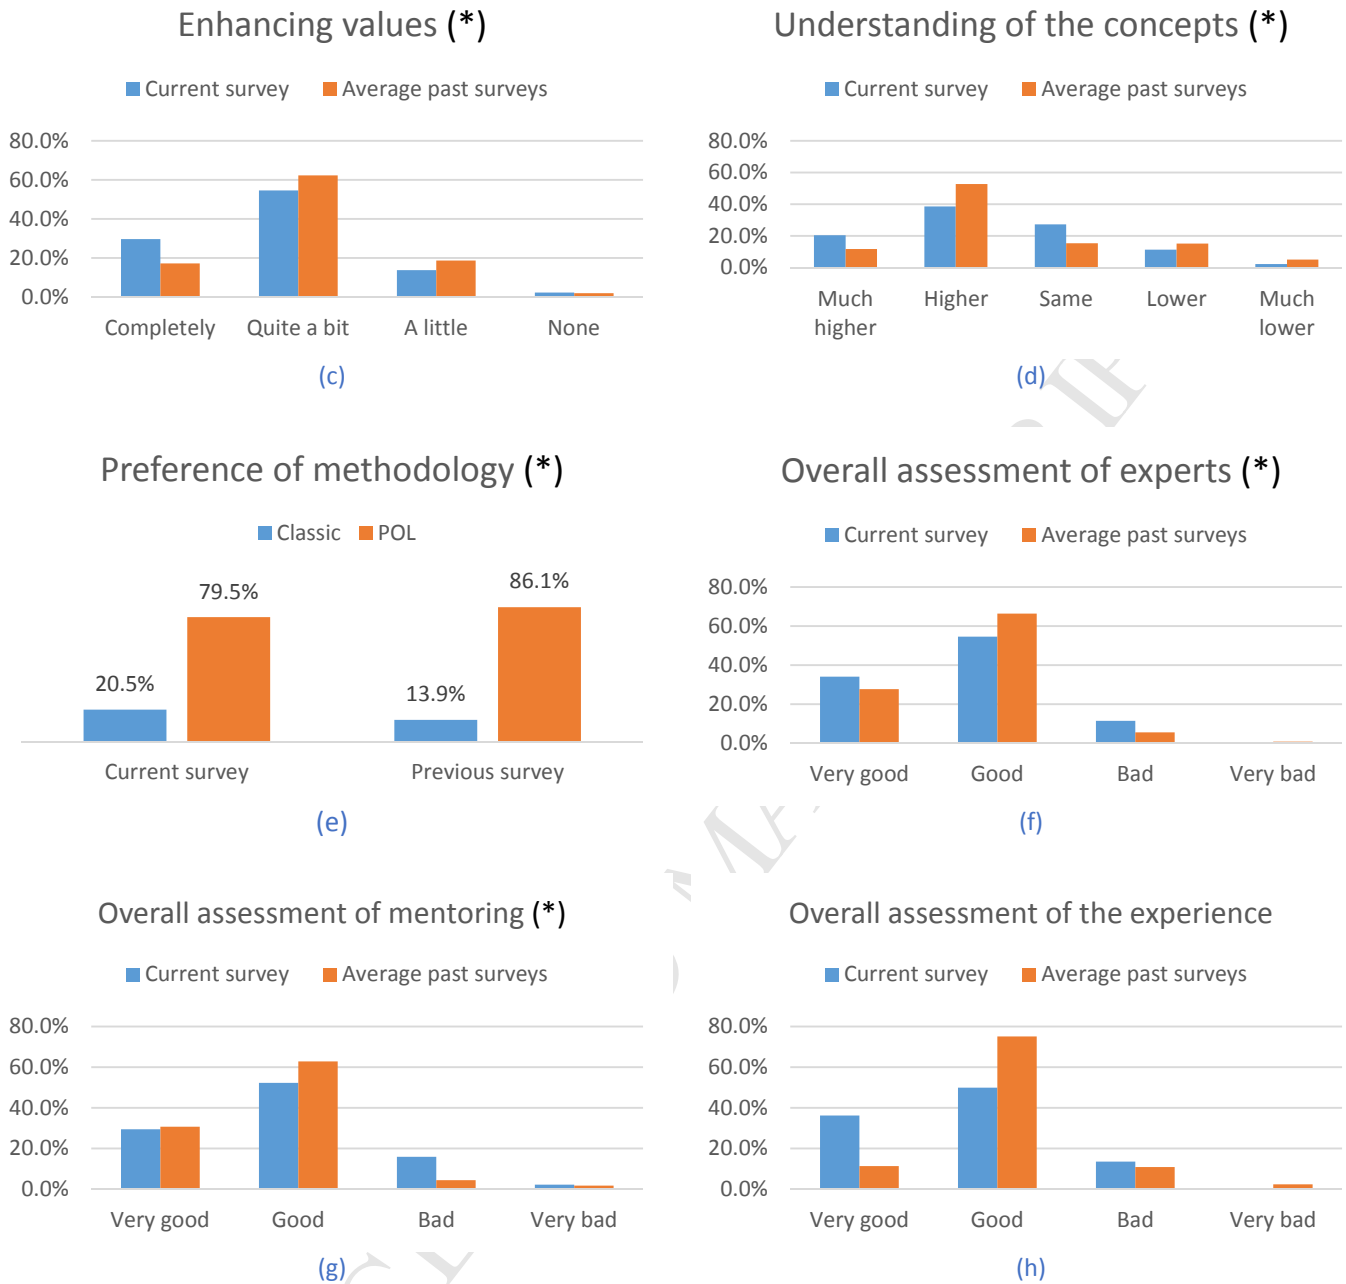 Enhancing values (*)
Current survey Average past surveys
80.0%
60.0%
40.0%
20.0%
0.0%
Completely Quite a bit A little None
(c)
Understanding of the concepts (*)
Current survey Average past surveys
80.0%
60.0%
40.0%
20.0%
0.0%
Much higher Higher Same Lower Much lower
(d)
Preference of methodology (*)
Classic POL
79.5%
86.1%
20.5%
13.9%
Current survey Previous survey
(e)
Overall assessment of experts (*)
Current survey Average past surveys
80.0%
60.0%
40.0%
20.0%
0.0%
Very good Good Bad Very bad
(f)
Overall assessment of mentoring (*)
Current survey Average past surveys
80.0%
60.0%
40.0%
20.0%
0.0%
Very good Good Bad Very bad
(g)
Overall assessment of the experience
Current survey Average past surveys
80.0%
60.0%
40.0%
20.0%
0.0%
Very good Good Bad Very bad
(h)